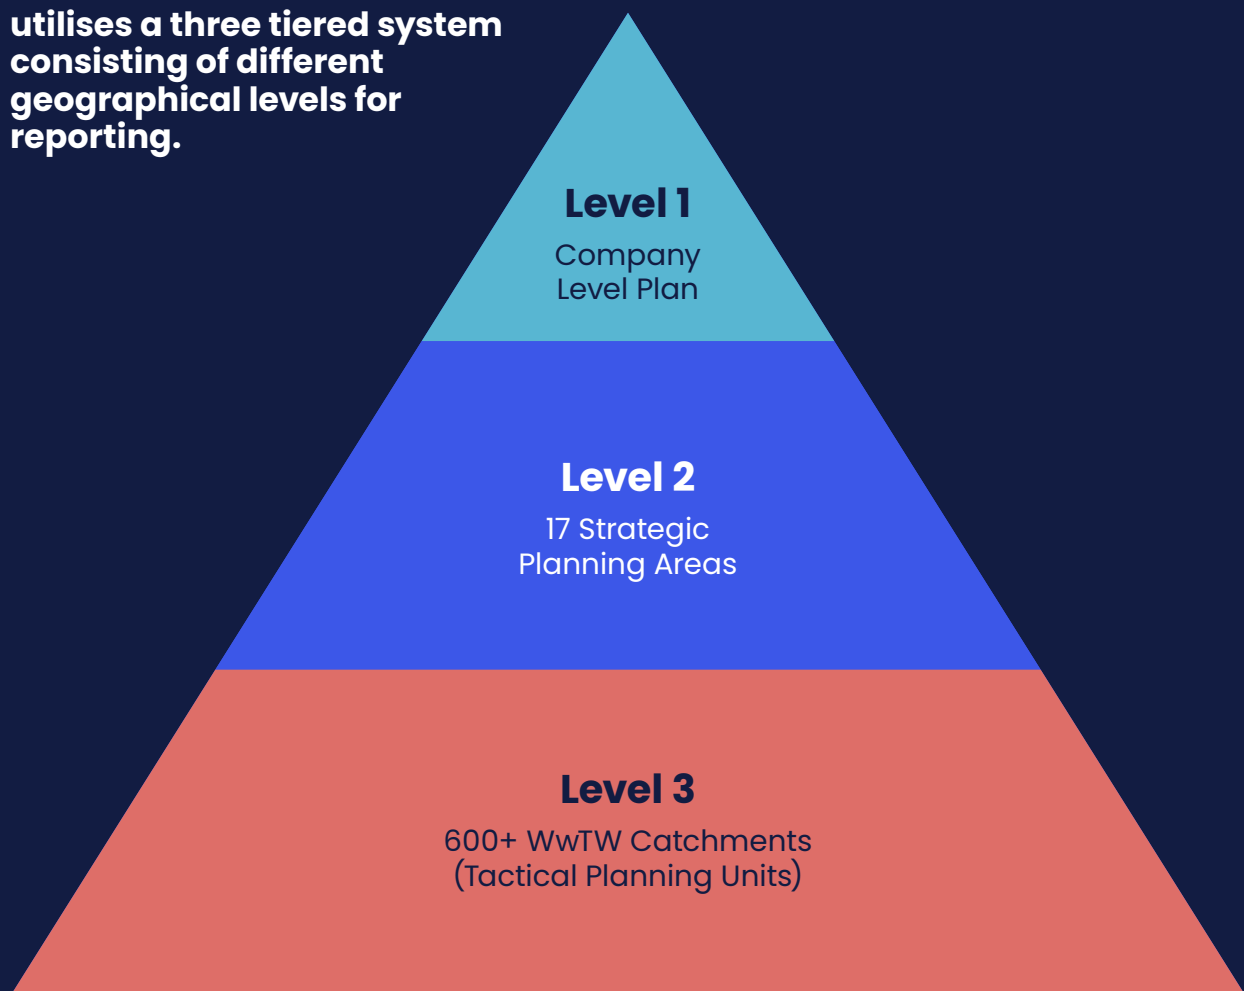 utilises a three tiered system
consisting of different
geographical levels for
reporting.
Level 1
Company
Level Plan
Level 2
17 Strategic
Planning Areas
Level 3
600+ WwTW Catchments
(Tactical Planning Units)